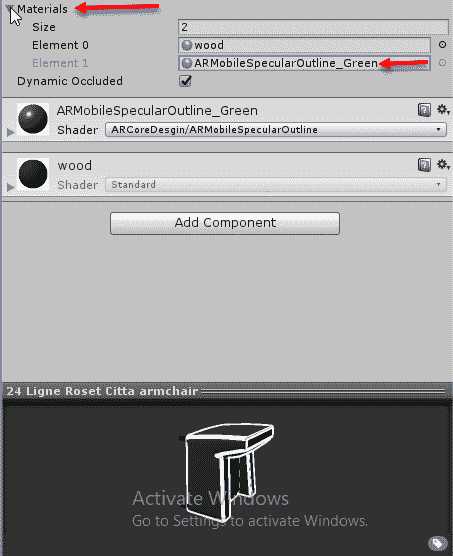 Materials
Size 2
Element 0 wood
Element 1 ARMobileSpecularOutline_Green
Dynamic Occluded
ARMobileSpecularOutline_Green
Shader ARCoreDesgin/ARMobileSpecularOutline
wood
Shader Standard
Add Component
24 Ligne Roset Citta armchair
Activate Windows
Go to Settings to activate Windows.